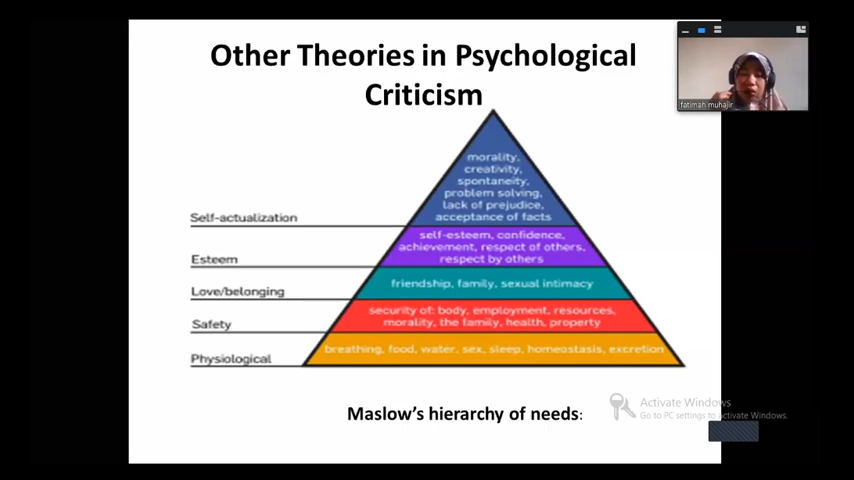 Other Theories in Psychological
Criticism
fatimah muhajir
morality,
creativity,
spontaneity,
problem solving,
lack of prejudice,
acceptance of facts
Self-actualization
self-esteem, confidence,
achievement, respect of others,
respect by others
Esteem
friendship, family, sexual intimacy
Love/belonging
security of: body, employment, resources,
morality, the family, health, property
Safety
breathing, food, water, sex, sleep, homeostasis, excretion
Physiological
Maslow's hierarchy of needs:
Activate Windows
Go to PC settings to activate Windows.